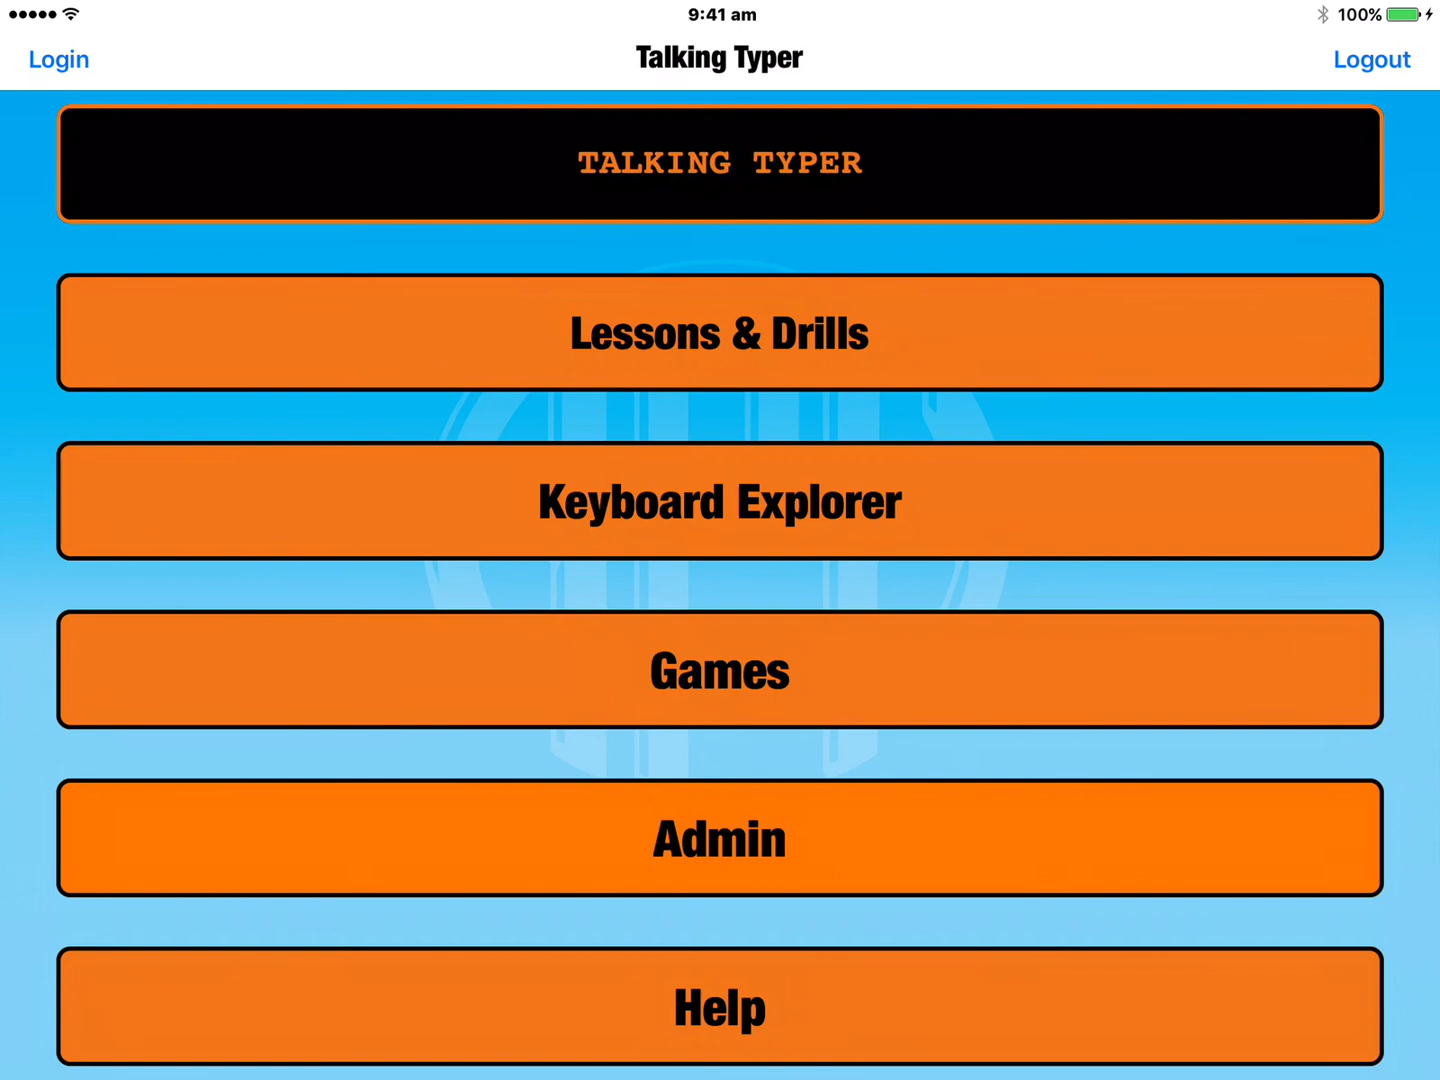 9:41 am
100%
Login
Talking Typer
Logout
TALKING TYPER
Lessons & Drills
Keyboard Explorer
Games
Admin
Help